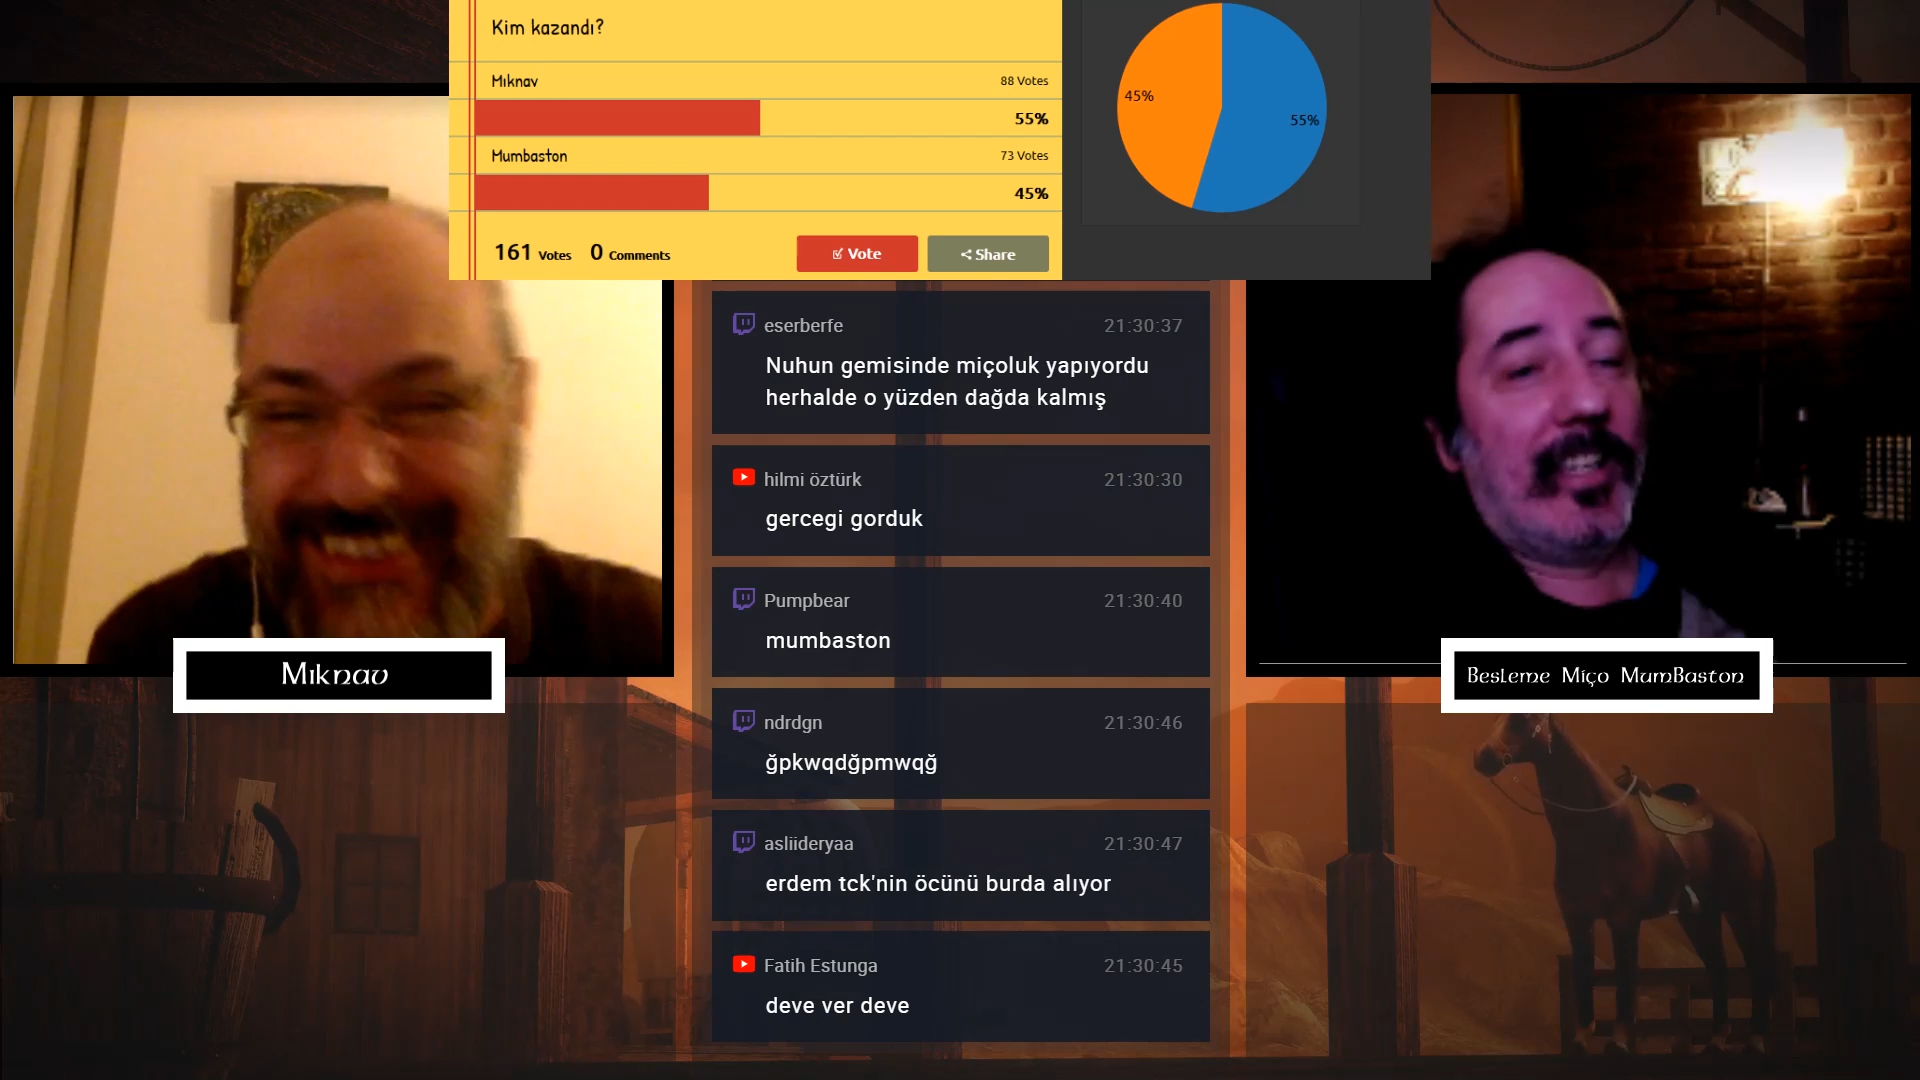 Kim kazandı?
Mıknav 88 Votes
55%
Mumbaston 73 Votes
45%
161 Votes 0 Comments Vote Share
45%
55%
eserberfe 21:30:37
Nuhun gemisinde miçoluk yapıyordu
herhalde o yüzden dağda kalmış
hilmi öztürk 21:30:30
gercegi gorduk
Pumpbear 21:30:40
mumbaston
ndrdgn 21:30:46
ğpkwqdğpmwqğ
asliideryaa 21:30:47
erdem tck'nin öcünü burda alıyor
Fatih Estunga 21:30:45
deve ver deve
Mıknav
Besleme Miço MumBaston